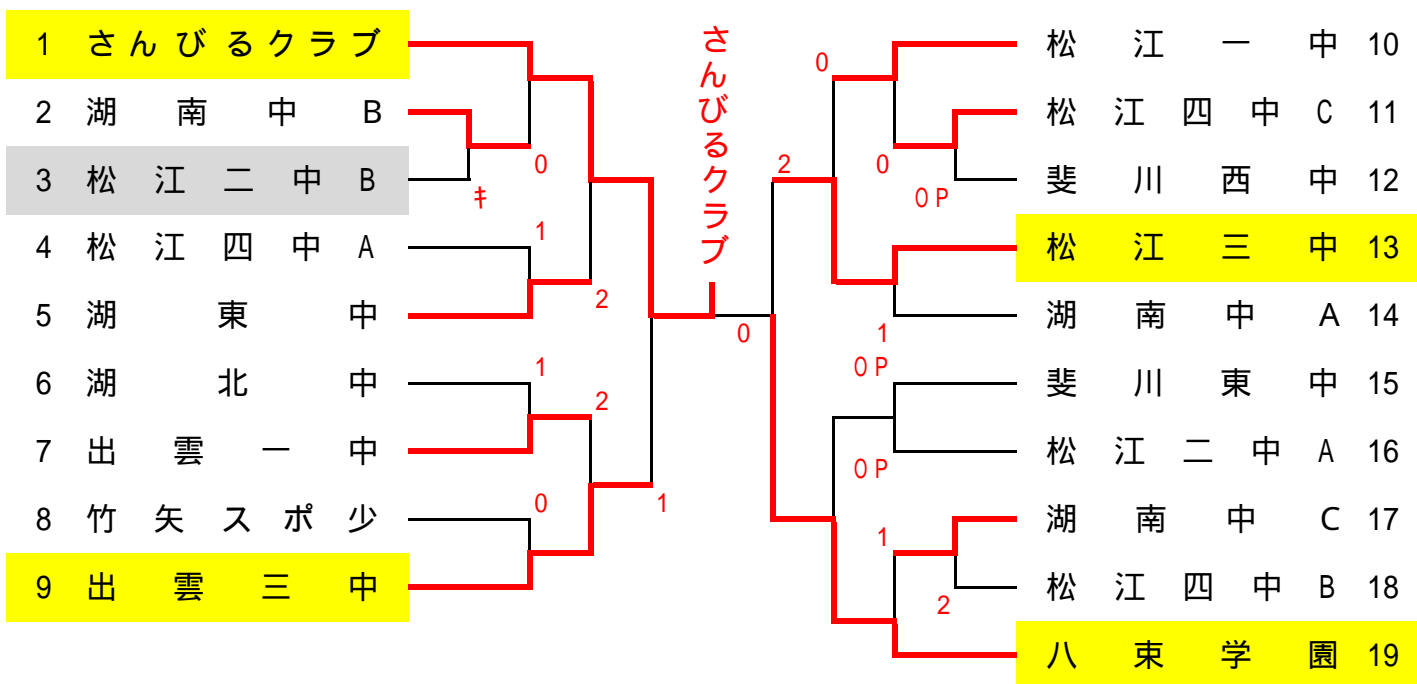 1 さんびるクラブ
2 湖南中B
3 松江二中B
4 松江四中A
5 湖東中
6 湖北中
7 出雲一中
8 竹矢スポ少
9 出雲三中
0
ｷ
1
2
1
2
0
1
さんびるクラブ
0
0
2
0
OP
1
OP
OP
1
2
松江一中 10
松江四中C 11
斐川西中 12
松江三中 13
湖南中A 14
斐川東中 15
松江二中A 16
湖南中C 17
松江四中B 18
八束学園 19